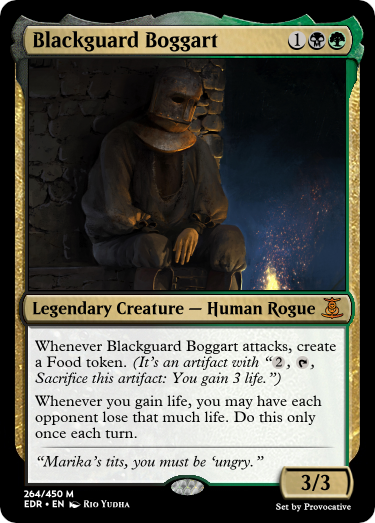 Blackguard Boggart 1
Legendary Creature — Human Rogue
Whenever Blackguard Boggart attacks, create
a Food token. (It's an artifact with “2, ,
Sacrifice this artifact: You gain 3 life.”)
Whenever you gain life, you may have each
opponent lose that much life. Do this only
once each turn.
“Marika's tits, you must be ‘ungry.”
3/3
264/450 M
EDR • EN Rio Yudha
Set by Provocative